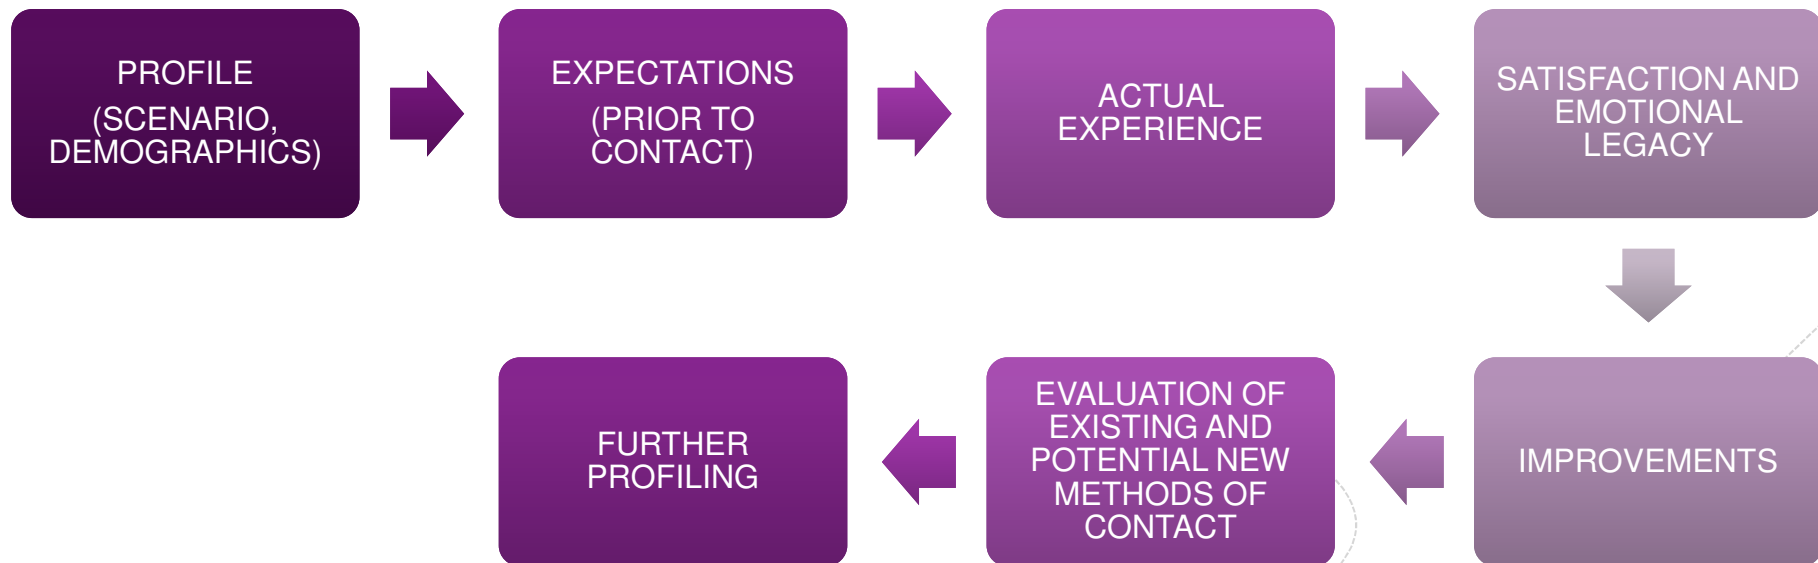 PROFILE
(SCENARIO,
DEMOGRAPHICS)
EXPECTATIONS
(PRIOR TO
CONTACT)
ACTUAL
EXPERIENCE
SATISFACTION AND
EMOTIONAL
LEGACY
IMPROVEMENTS
EVALUATION OF
EXISTING AND
POTENTIAL NEW
METHODS OF
CONTACT
FURTHER
PROFILING